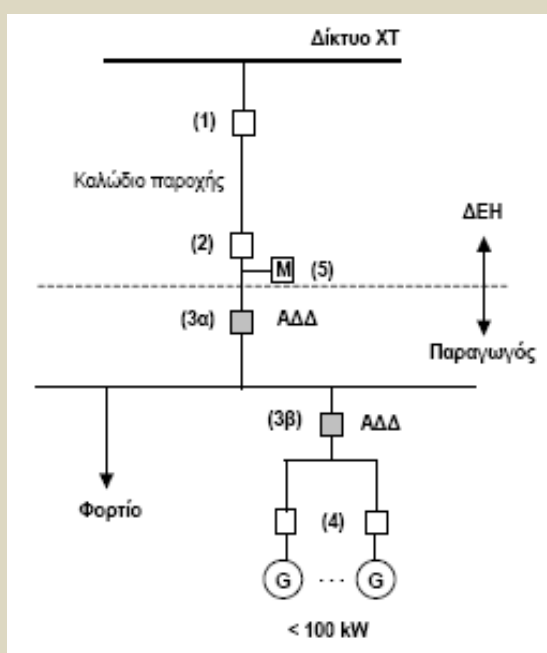 Δίκτυο ΧΤ
(1)
Καλώδιο παροχής
ΔΕΗ
(2)
M (5)
(3α) ΑΔΔ
Παραγωγός
(3β) ΑΔΔ
Φορτίο
(4)
G ... G
< 100 kW